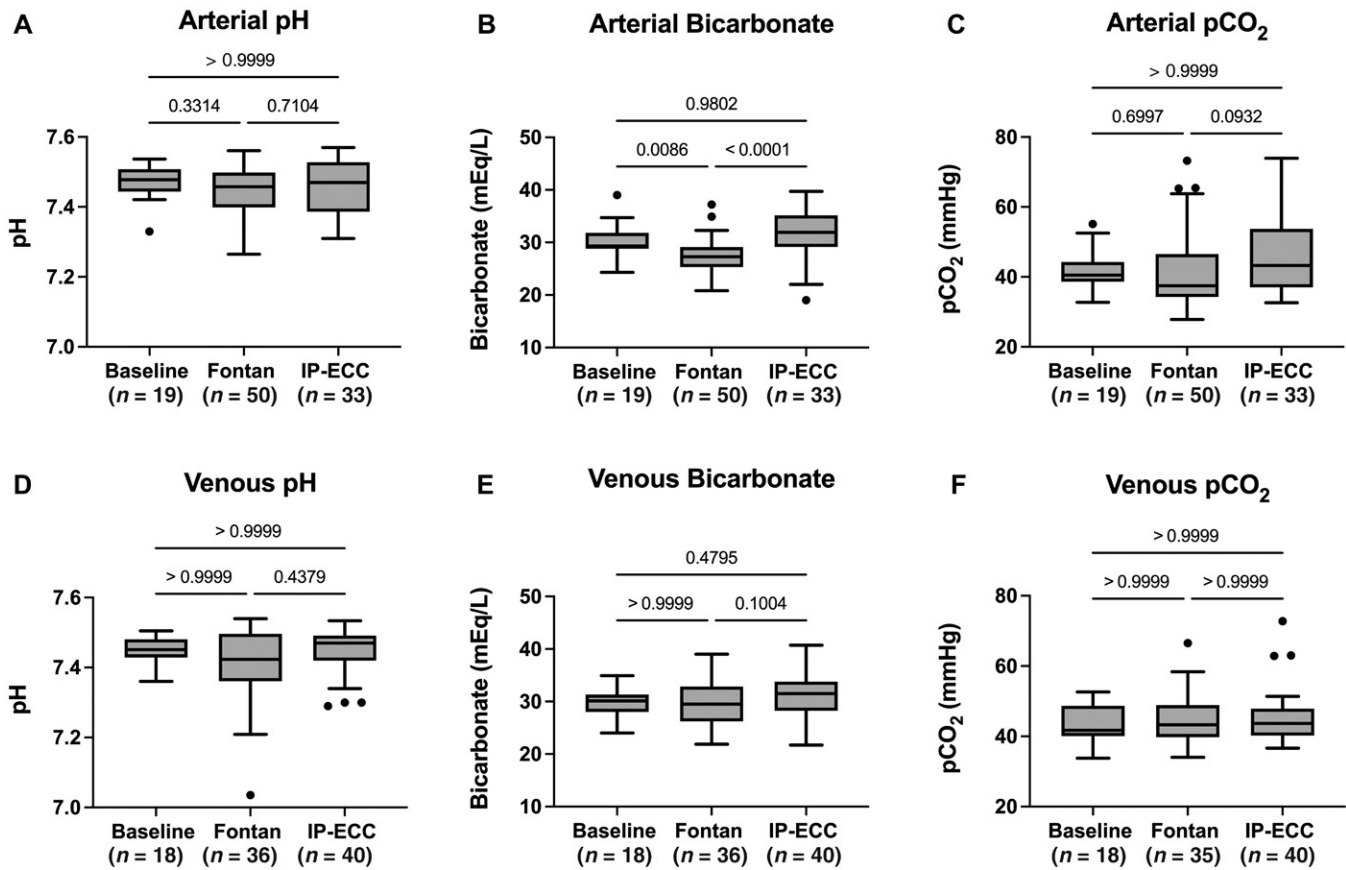 A
Arterial pH
> 0.9999
0.3314
0.7104
pH
7.6
7.4
7.2
7.0
Baseline
(n = 19)
Fontan
(n = 50)
IP-ECC
(n = 33)
B
Arterial Bicarbonate
0.9802
0.0086
< 0.0001
Bicarbonate (mEq/L)
50
40
30
20
10
Baseline
(n = 19)
Fontan
(n = 50)
IP-ECC
(n = 33)
C
Arterial pCO₂
> 0.9999
0.6997
0.0932
pCO₂ (mmHg)
80
60
40
20
Baseline
(n = 19)
Fontan
(n = 50)
IP-ECC
(n = 33)
D
Venous pH
> 0.9999
> 0.9999
0.4379
pH
7.6
7.4
7.2
7.0
Baseline
(n = 18)
Fontan
(n = 36)
IP-ECC
(n = 40)
E
Venous Bicarbonate
0.4795
> 0.9999
0.1004
Bicarbonate (mEq/L)
50
40
30
20
10
Baseline
(n = 18)
Fontan
(n = 36)
IP-ECC
(n = 40)
F
Venous pCO₂
> 0.9999
> 0.9999
> 0.9999
pCO₂ (mmHg)
80
60
40
20
Baseline
(n = 18)
Fontan
(n = 35)
IP-ECC
(n = 40)